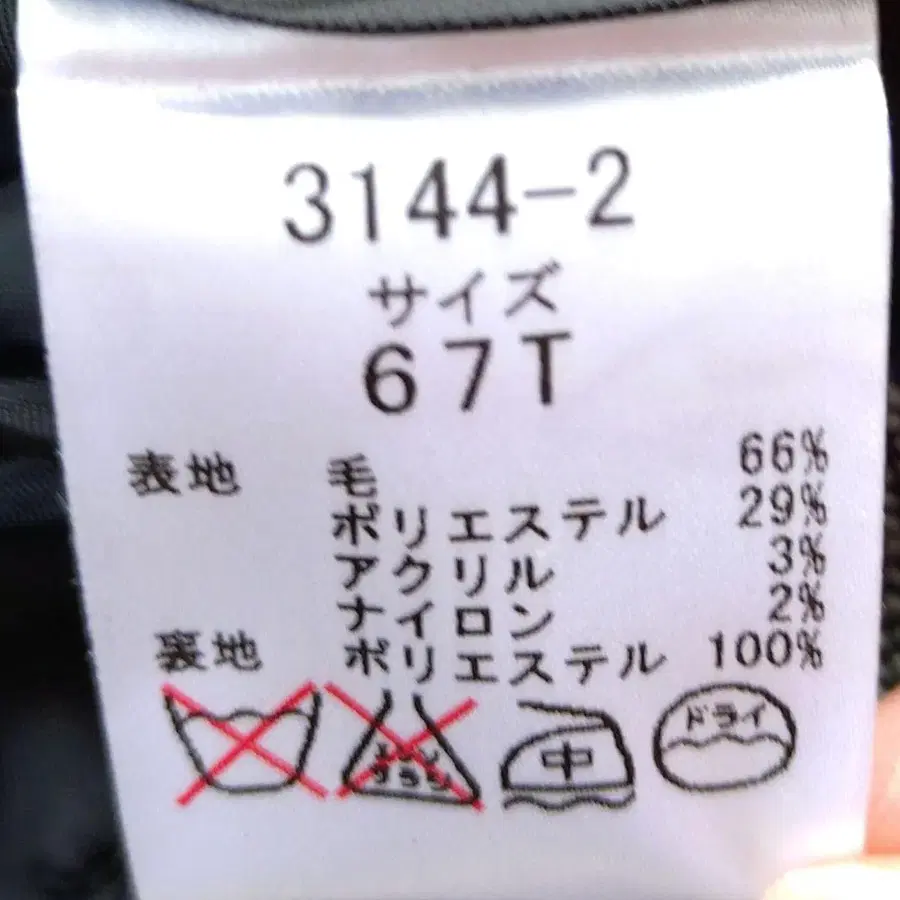 3144-2
サイズ
67T
表地 毛 66%
ポリエステル 29%
アクリル 3%
ナイロン 2%
裏地 ポリエステル 100%
中 ドライ